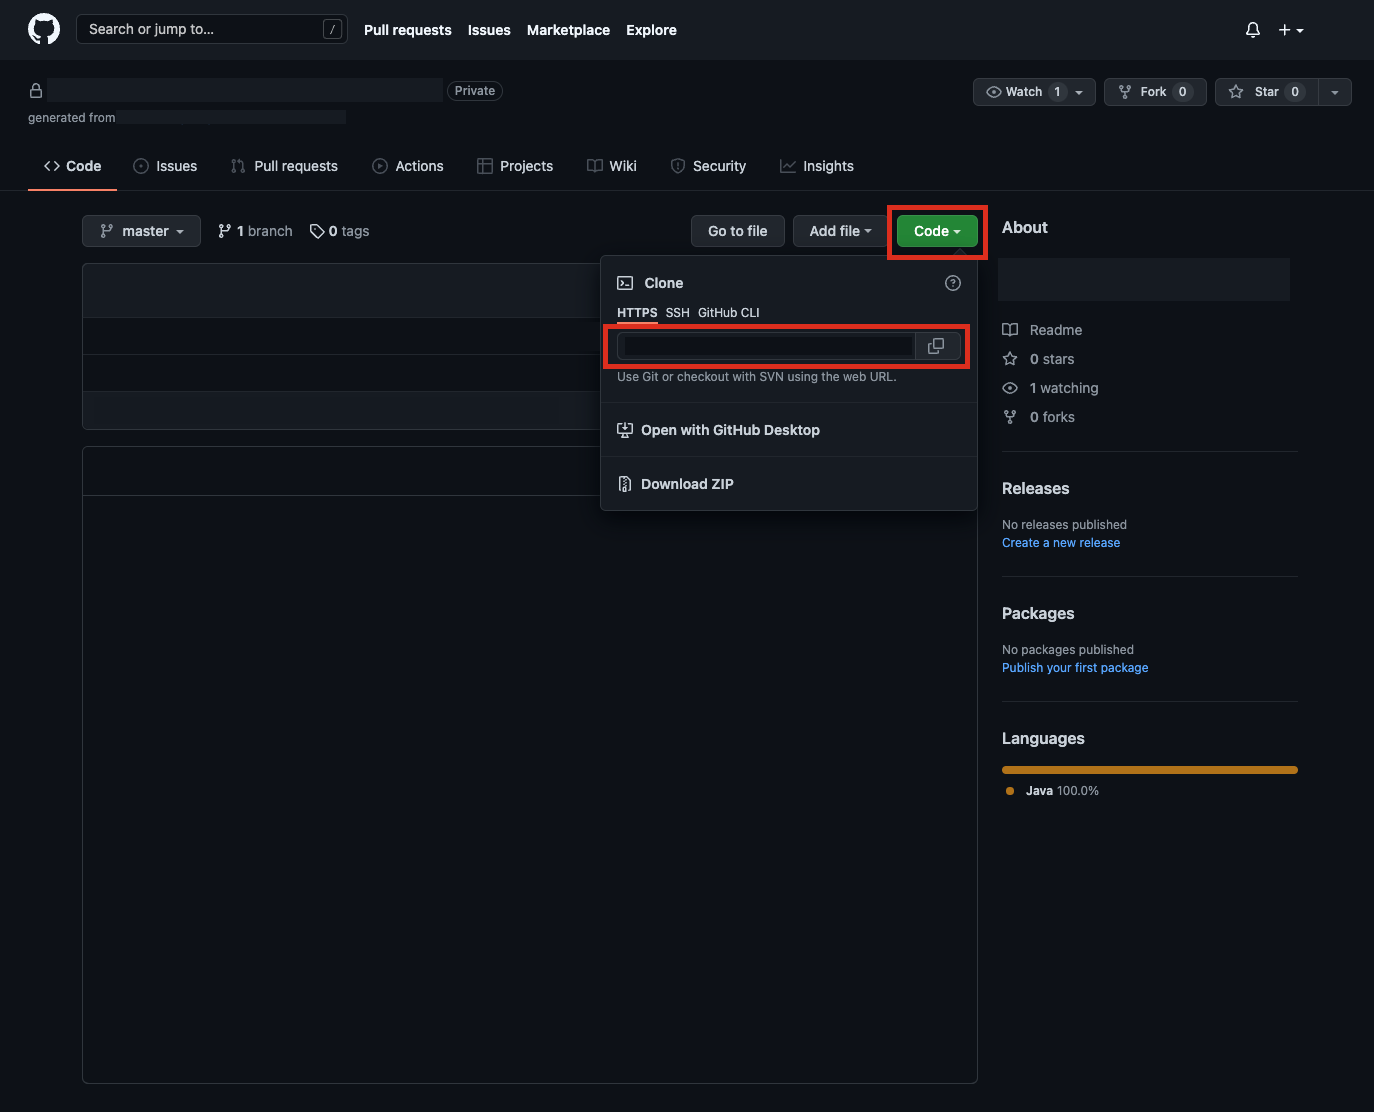 Search or jump to... /
Pull requests Issues Marketplace Explore
Private
Watch 1 Fork 0 Star 0
generated from
Code Issues Pull requests Actions Projects Wiki Security Insights
master 1 branch 0 tags Go to file Add file Code
Clone
HTTPS SSH GitHub CLI
Use Git or checkout with SVN using the web URL.
Open with GitHub Desktop
Download ZIP
About
Readme
0 stars
1 watching
0 forks
Releases
No releases published
Create a new release
Packages
No packages published
Publish your first package
Languages
Java 100.0%